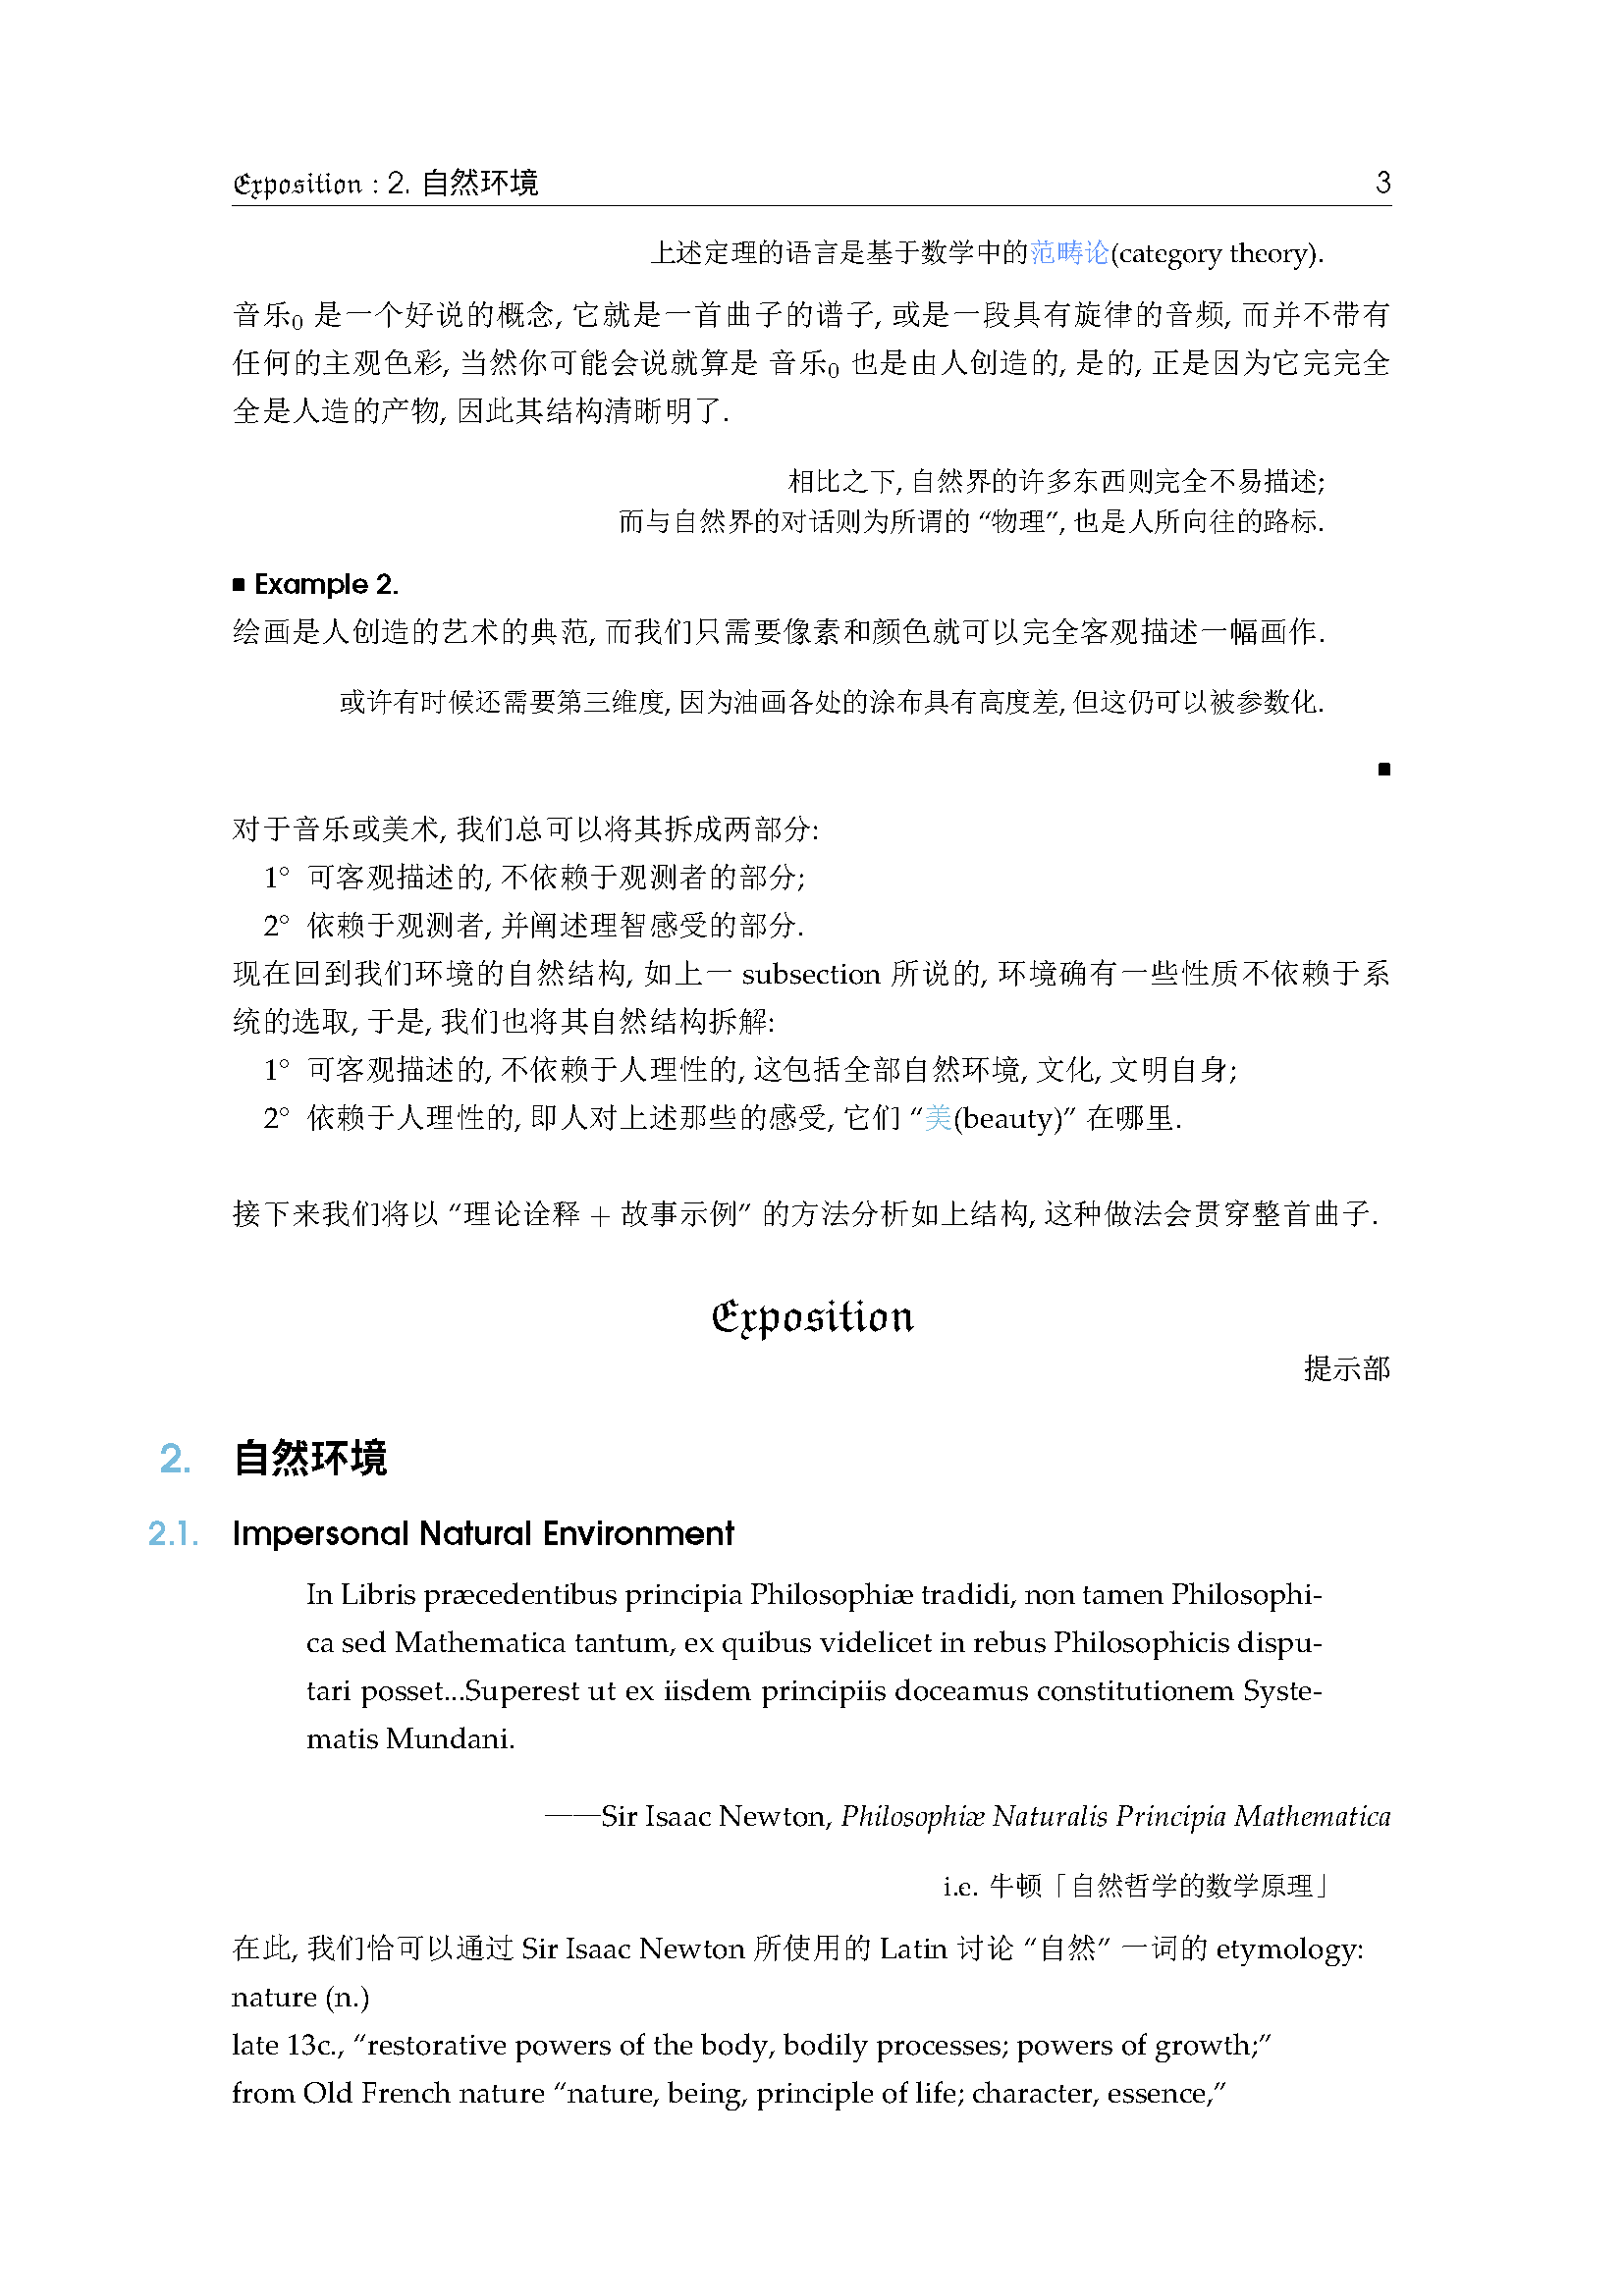 Exposition : 2. 自然环境 3
上述定理的语言是基于数学中的范畴论(category theory).
音乐₀ 是一个好说的概念, 它就是一首曲子的谱子, 或是一段具有旋律的音频, 而并不带有
任何的主观色彩, 当然你可能会说就算是 音乐₀ 也是由人创造的, 是的, 正是因为它完完全
全是人造的产物, 因此其结构清晰明了.
相比之下, 自然界的许多东西则完全不易描述;
而与自然界的对话则为所谓的 “物理”, 也是人所向往的路标.
■ Example 2.
绘画是人创造的艺术的典范, 而我们只需要像素和颜色就可以完全客观描述一幅画作.
或许有时候还需要第三维度, 因为油画各处的涂布具有高度差, 但这仍可以被参数化.
■
对于音乐或美术, 我们总可以将其拆成两部分:
1° 可客观描述的, 不依赖于观测者的部分;
2° 依赖于观测者, 并阐述理智感受的部分.
现在回到我们环境的自然结构, 如上一 subsection 所说的, 环境确有一些性质不依赖于系
统的选取, 于是, 我们也将其自然结构拆解:
1° 可客观描述的, 不依赖于人理性的, 这包括全部自然环境, 文化, 文明自身;
2° 依赖于人理性的, 即人对上述那些的感受, 它们 “美(beauty)” 在哪里.
接下来我们将以 “理论诠释 + 故事示例” 的方法分析如上结构, 这种做法会贯穿整首曲子.
Exposition
提示部
2. 自然环境
2.1. Impersonal Natural Environment
In Libris præcedentibus principia Philosophiæ tradidi, non tamen Philosophi-
ca sed Mathematica tantum, ex quibus videlicet in rebus Philosophicis dispu-
tari posset...Superest ut ex iisdem principiis doceamus constitutionem Syste-
matis Mundani.
——Sir Isaac Newton, Philosophiæ Naturalis Principia Mathematica
i.e. 牛顿「自然哲学的数学原理」
在此, 我们恰可以通过 Sir Isaac Newton 所使用的 Latin 讨论 “自然” 一词的 etymology:
nature (n.)
late 13c., “restorative powers of the body, bodily processes; powers of growth;”
from Old French nature “nature, being, principle of life; character, essence,”